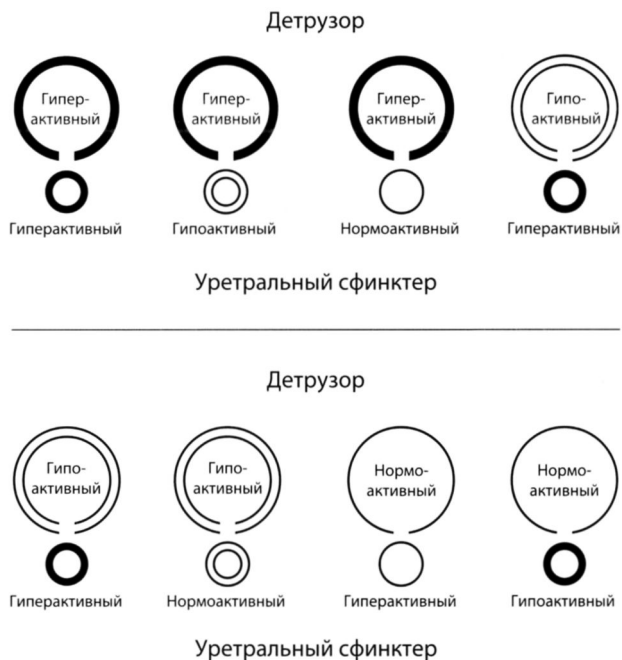 Детрузор
Гипер-
активный
Гипер-
активный
Гипер-
активный
Гипо-
активный
Гиперактивный
Гипоактивный
Нормоактивный
Гиперактивный
Уретральный сфинктер
Детрузор
Гипо-
активный
Гипо-
активный
Нормо-
активный
Нормо-
активный
Гиперактивный
Нормоактивный
Гиперактивный
Гипоактивный
Уретральный сфинктер